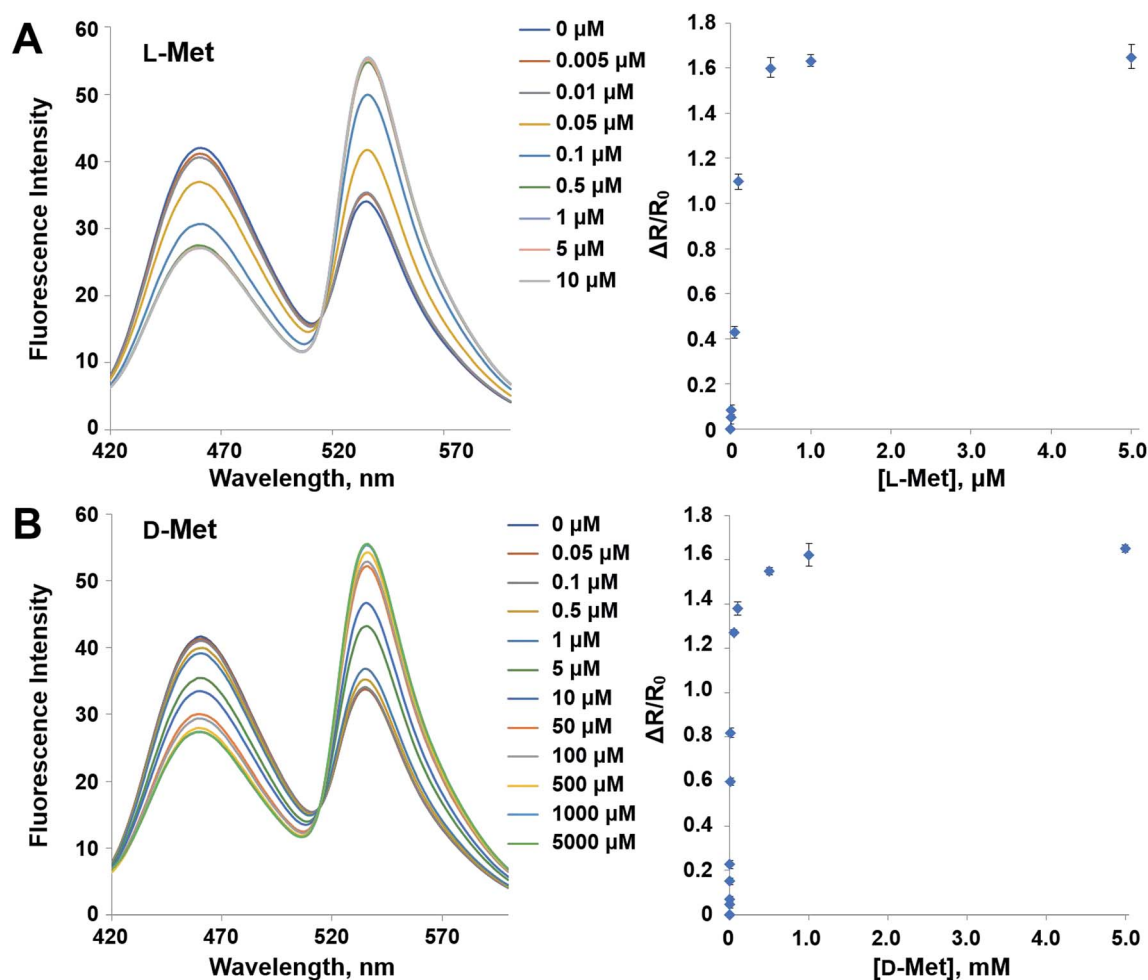 A
L-Met
60
50
40
30
20
10
0
Fluorescence Intensity
420
470
520
570
Wavelength, nm
0 µM
0.005 µM
0.01 µM
0.05 µM
0.1 µM
0.5 µM
1 µM
5 µM
10 µM
1.8
1.6
1.4
1.2
1.0
0.8
0.6
0.4
0.2
0
ΔR/R₀
0
1.0
2.0
3.0
4.0
5.0
[L-Met], µM
B
D-Met
60
50
40
30
20
10
0
Fluorescence Intensity
420
470
520
570
Wavelength, nm
0 µM
0.05 µM
0.1 µM
0.5 µM
1 µM
5 µM
10 µM
50 µM
100 µM
500 µM
1000 µM
5000 µM
1.8
1.6
1.4
1.2
1.0
0.8
0.6
0.4
0.2
0
ΔR/R₀
0
1.0
2.0
3.0
4.0
5.0
[D-Met], mM